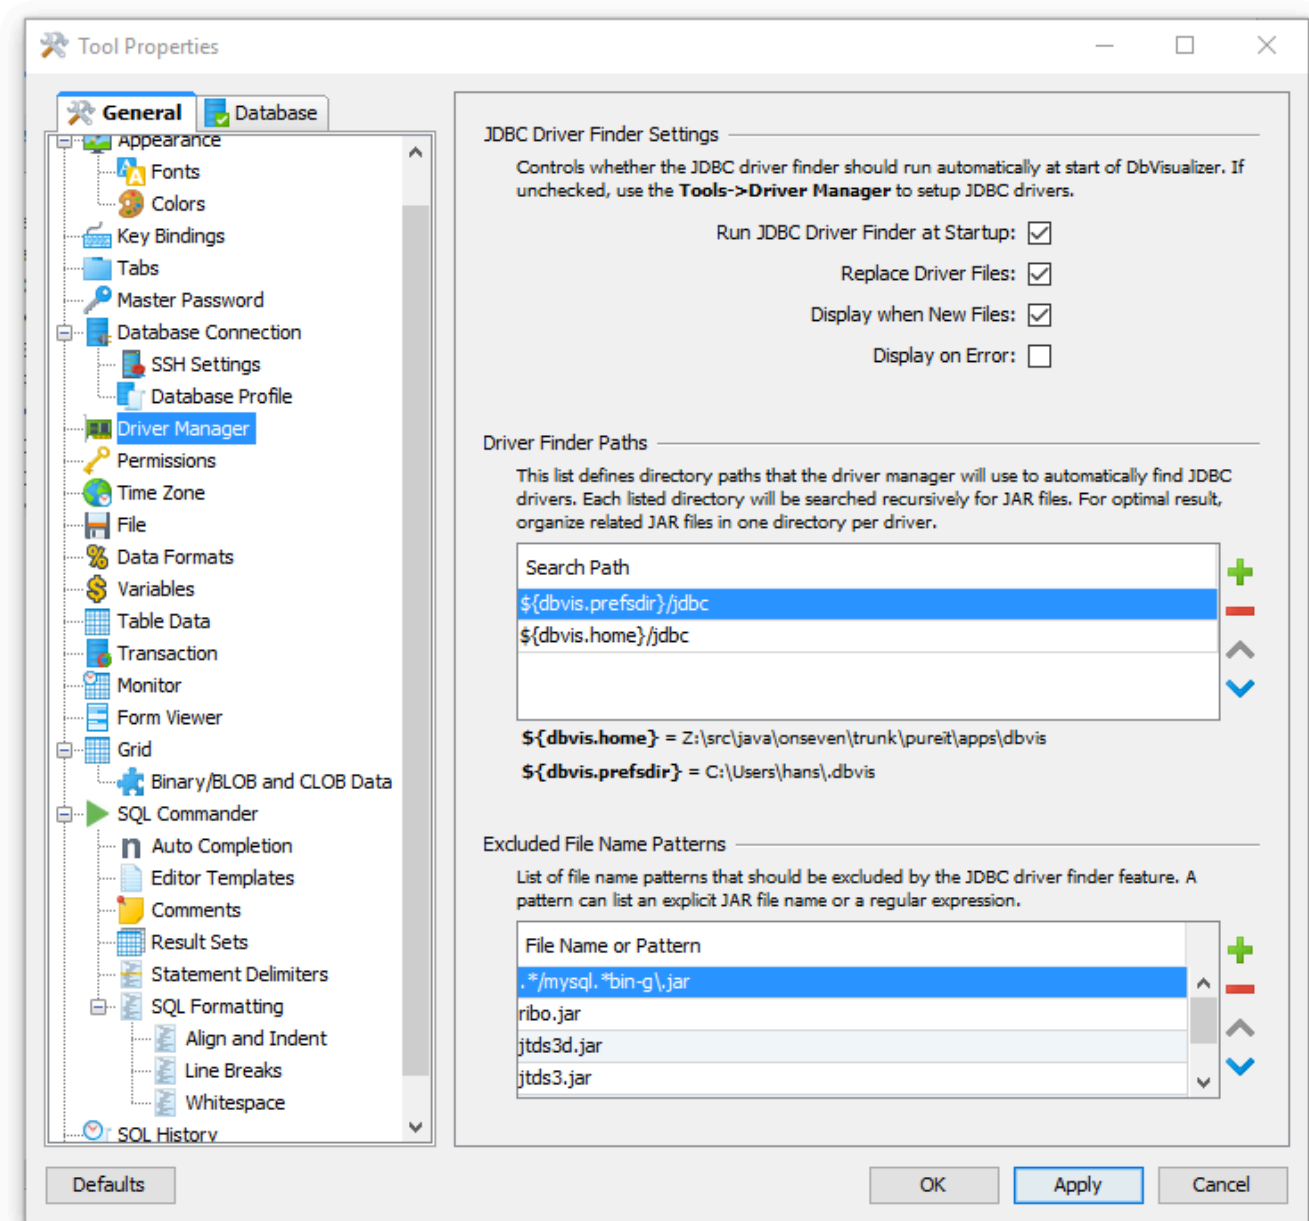 Tool Properties
General
Database
Appearance
Fonts
Colors
Key Bindings
Tabs
Master Password
Database Connection
SSH Settings
Database Profile
Driver Manager
Permissions
Time Zone
File
Data Formats
Variables
Table Data
Transaction
Monitor
Form Viewer
Grid
Binary/BLOB and CLOB Data
SQL Commander
Auto Completion
Editor Templates
Comments
Result Sets
Statement Delimiters
SQL Formatting
Align and Indent
Line Breaks
Whitespace
SQL History
JDBC Driver Finder Settings
Controls whether the JDBC driver finder should run automatically at start of DbVisualizer. If
unchecked, use the Tools->Driver Manager to setup JDBC drivers.
Run JDBC Driver Finder at Startup:
Replace Driver Files:
Display when New Files:
Display on Error:
Driver Finder Paths
This list defines directory paths that the driver manager will use to automatically find JDBC
drivers. Each listed directory will be searched recursively for JAR files. For optimal result,
organize related JAR files in one directory per driver.
Search Path
${dbvis.prefsdir}/jdbc
${dbvis.home}/jdbc
${dbvis.home} = Z:\src\java\onseven\trunk\pureit\apps\dbvis
${dbvis.prefsdir} = C:\Users\hans\.dbvis
Excluded File Name Patterns
List of file name patterns that should be excluded by the JDBC driver finder feature. A
pattern can list an explicit JAR file name or a regular expression.
File Name or Pattern
.*/mysql.*bin-g\.jar
ribo.jar
jtds3d.jar
jtds3.jar
Defaults
OK
Apply
Cancel